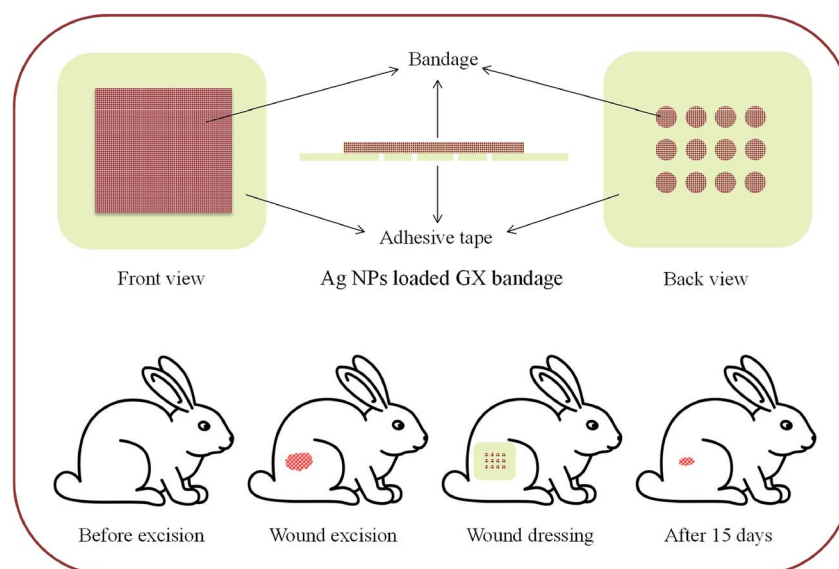 Bandage
Adhesive tape
Front view
Ag NPs loaded GX bandage
Back view
Before excision
Wound excision
Wound dressing
After 15 days